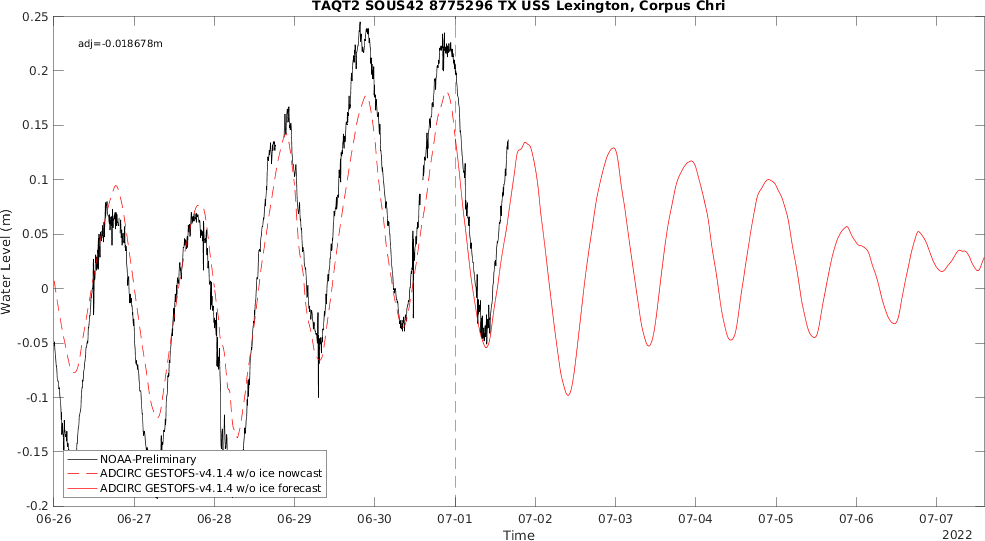 TAQT2 SOUS42 8775296 TX USS Lexington, Corpus Chri
adj=-0.018678m
0.25
0.2
0.15
0.1
0.05
0
-0.05
-0.1
-0.15
-0.2
Water Level (m)
NOAA-Preliminary
ADCIRC GESTOFS-v4.1.4 w/o ice nowcast
ADCIRC GESTOFS-v4.1.4 w/o ice forecast
06-26 06-27 06-28 06-29 06-30 07-01 07-02 07-03 07-04 07-05 07-06 07-07
Time
2022